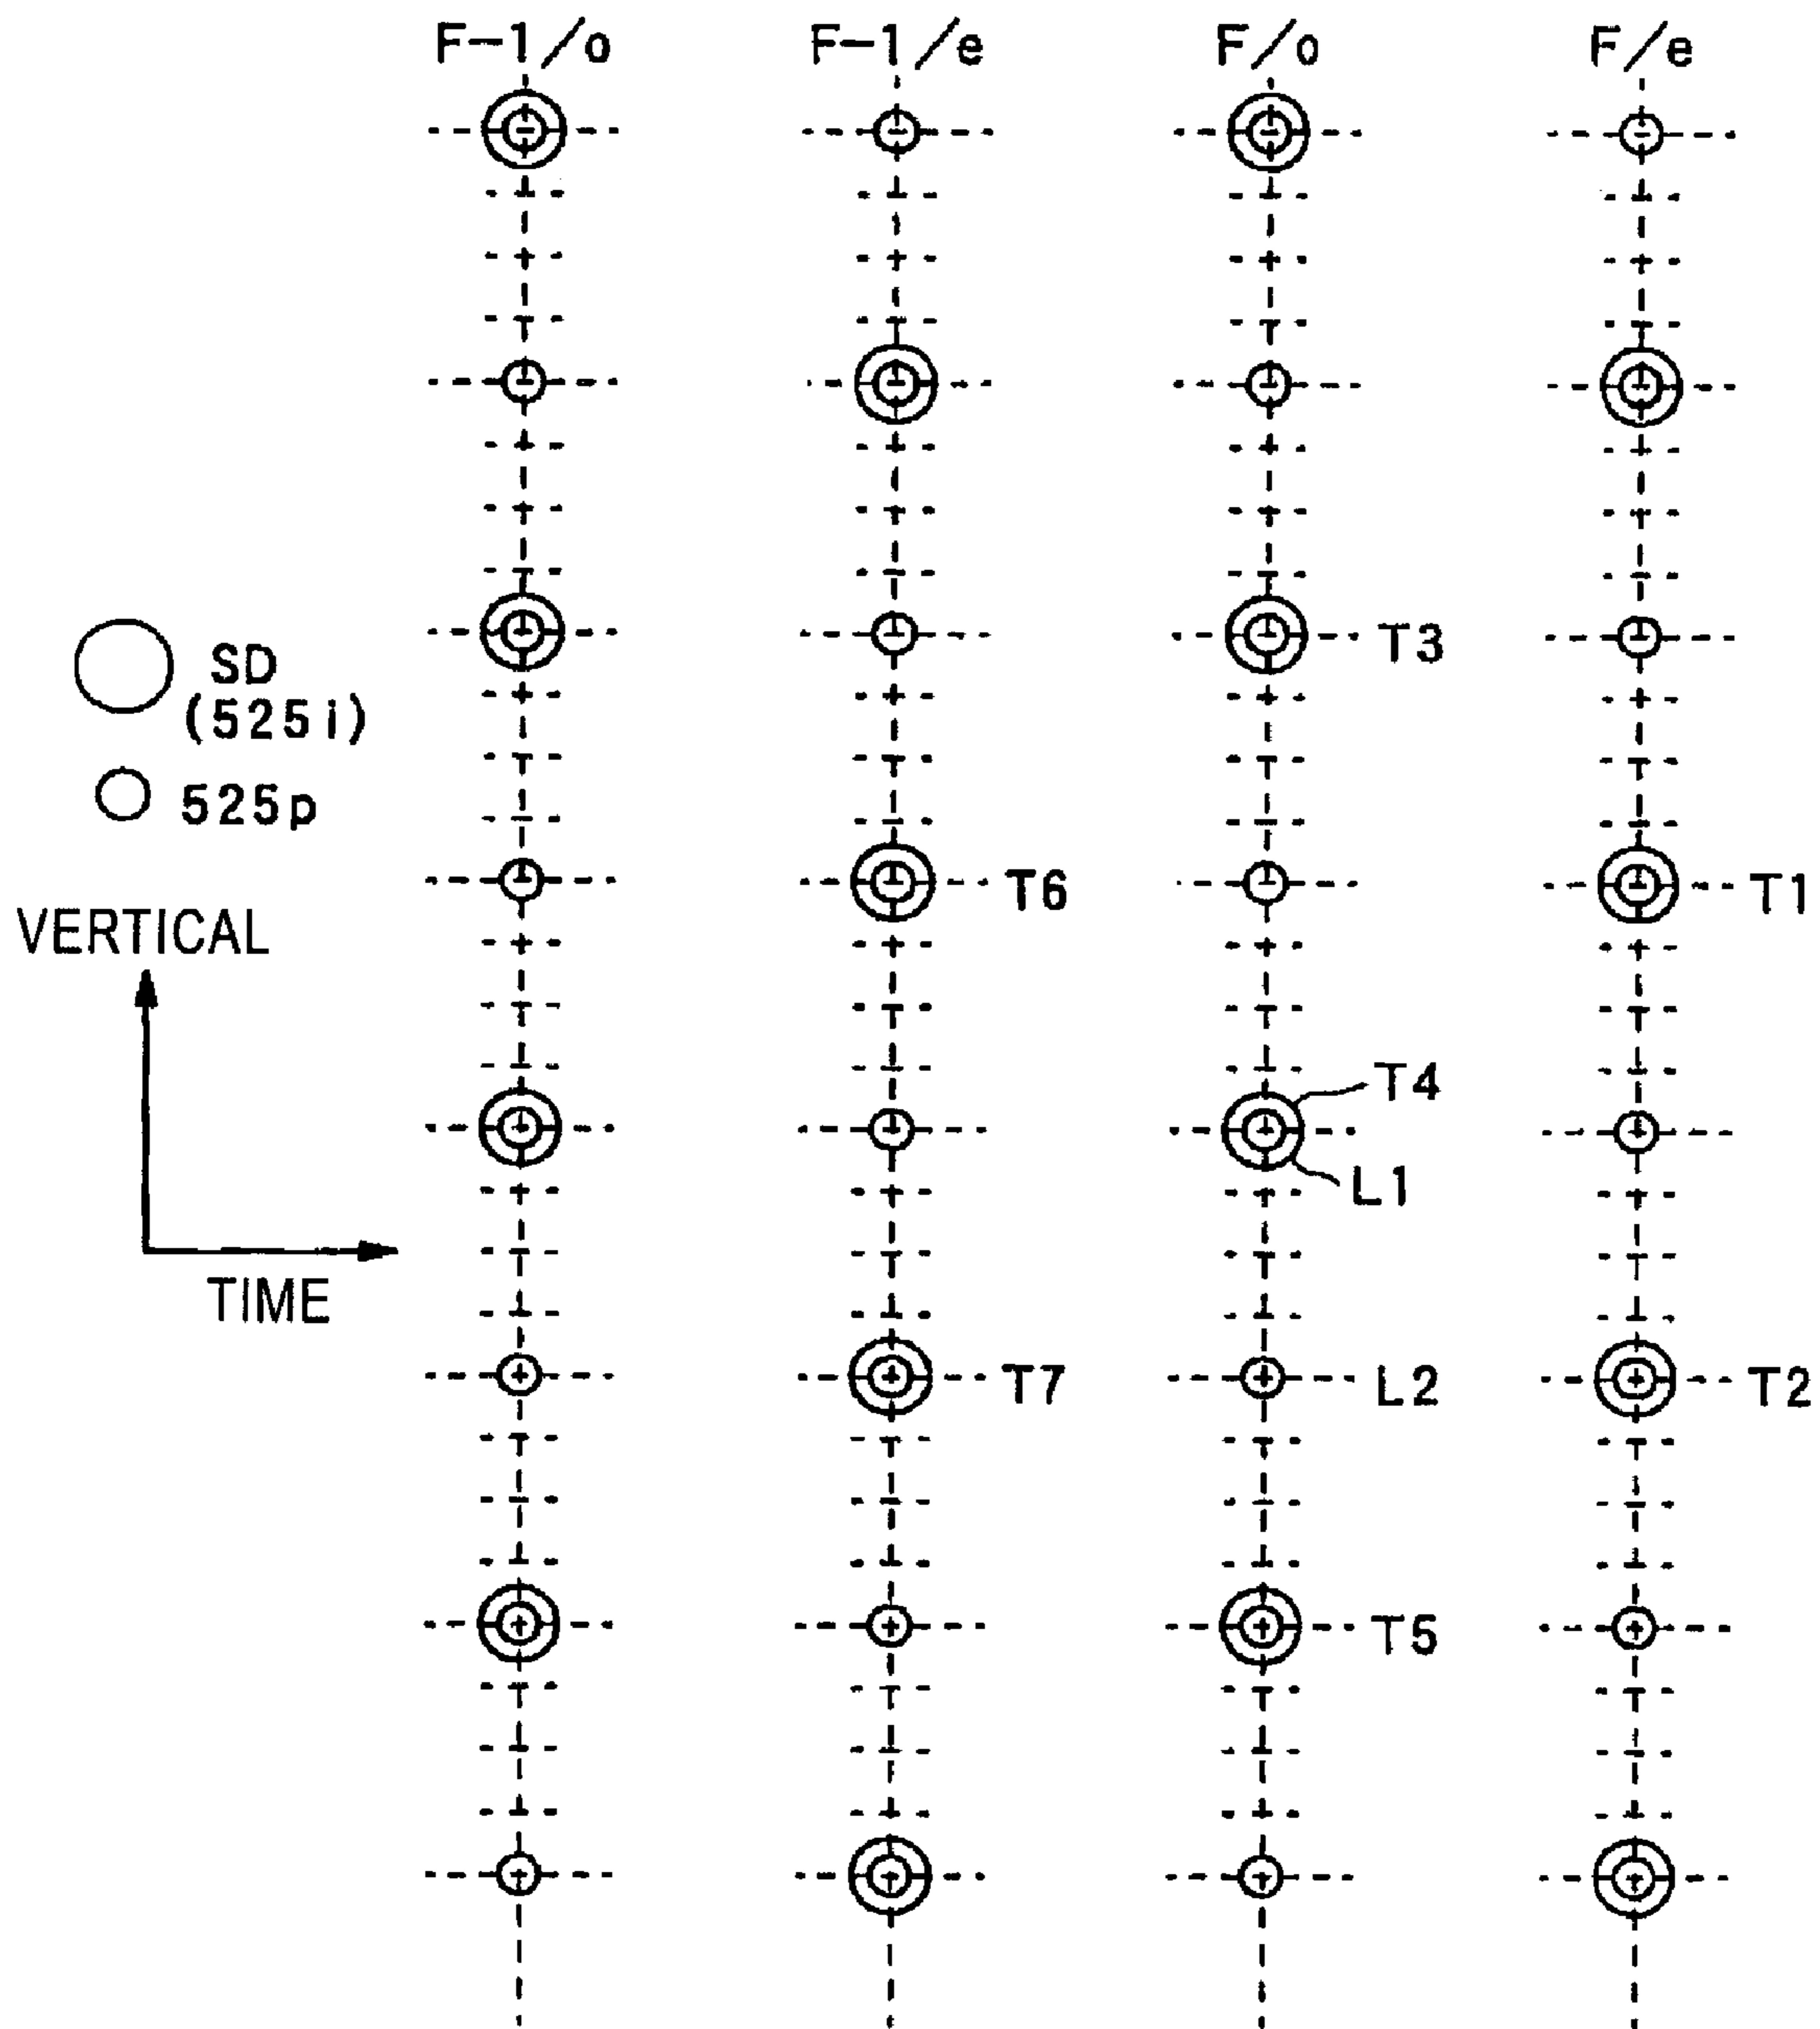 F-1/o F-1/e F/o F/e
T3
SD
(525i)
525p
T6 T1
VERTICAL
T4
L1
TIME
T7 L2 T2
T5